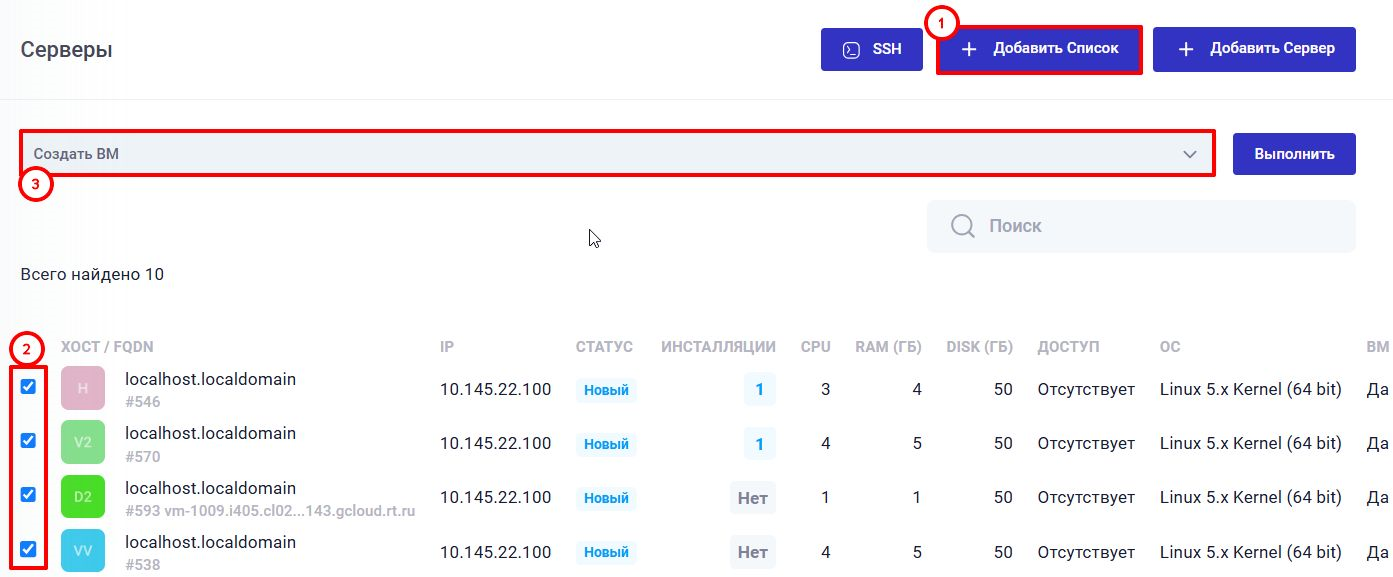 1
Серверы
SSH
Добавить Список
Добавить Сервер
Создать ВМ
Выполнить
3
Поиск
Всего найдено 10
2
ХОСТ / FQDN IP СТАТУС ИНСТАЛЛЯЦИИ CPU RAM (ГБ) DISK (ГБ) ДОСТУП ОС ВМ
H localhost.localdomain 10.145.22.100 Новый 1 3 4 50 Отсутствует Linux 5.x Kernel (64 bit) Да
#546
V2 localhost.localdomain 10.145.22.100 Новый 1 4 5 50 Отсутствует Linux 5.x Kernel (64 bit) Да
#570
D2 localhost.localdomain 10.145.22.100 Новый Нет 1 1 50 Отсутствует Linux 5.x Kernel (64 bit) Да
#593 vm-1009.i405.cl02...143.gcloud.rt.ru
VV localhost.localdomain 10.145.22.100 Новый Нет 4 5 50 Отсутствует Linux 5.x Kernel (64 bit) Да
#538